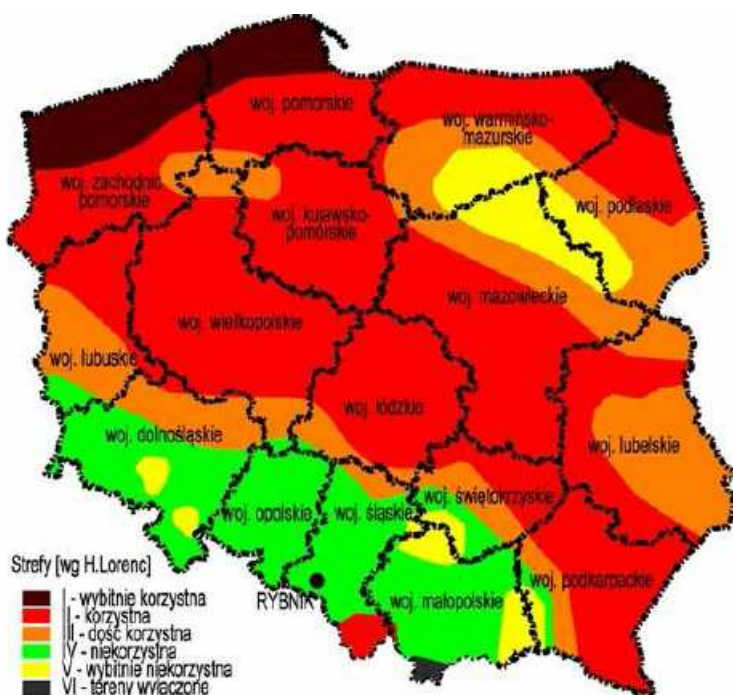 woj. pomorskie
woj. warmińsko-
mazurskie
woj. zachodnio
pomorskie
woj. kujawsko-
pomorskie
woj. podlaskie
woj. mazowieckie
woj. wielkopolskie
woj. lubuskie
woj. łódzkie
woj. dolnośląskie
woj. lubelskie
woj. opolskie
woj. śląskie
woj. świętokrzyskie
woj. podkarpackie
woj. małopolskie
RYBNIK
Strefy [wg H.Lorenc]
I - wybitnie korzystna
II - korzystna
III - dość korzystna
IV - niekorzystna
V - wybitnie niekorzystna
VI - tereny wyłączone